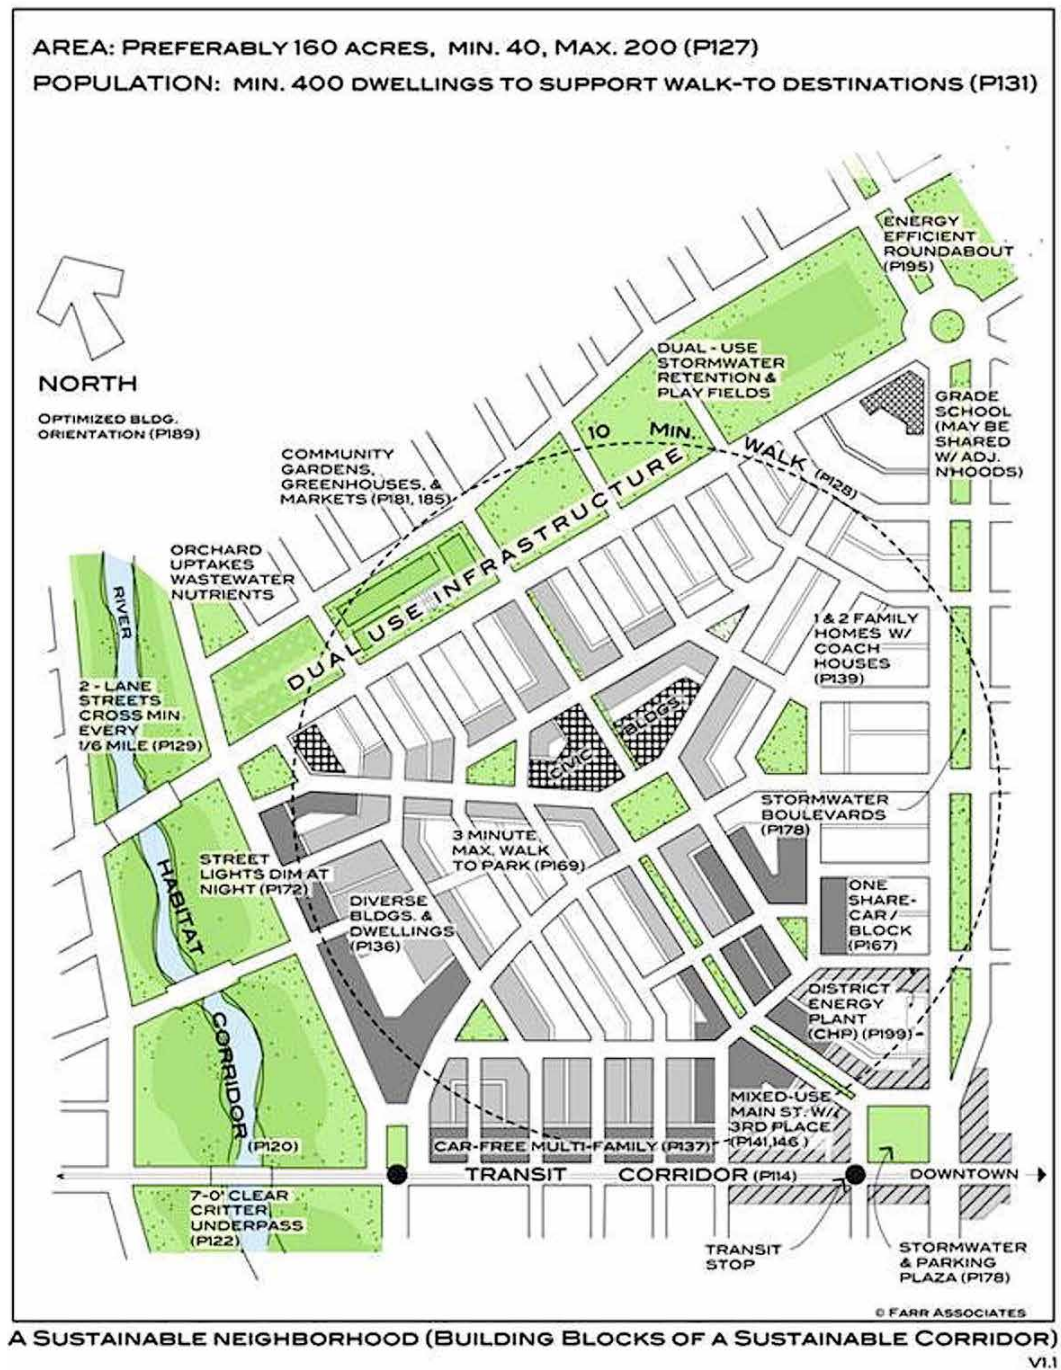 AREA: PREFERABLY 160 ACRES, MIN. 40, MAX. 200 (P127)
POPULATION: MIN. 400 DWELLINGS TO SUPPORT WALK-TO DESTINATIONS (P131)
ENERGY
EFFICIENT
ROUNDABOUT
(P195)
NORTH
OPTIMIZED BLDG.
ORIENTATION (P189)
DUAL - USE
STORMWATER
RETENTION &
PLAY FIELDS
GRADE
SCHOOL
(MAY BE
SHARED
W/ ADJ.
N'HOODS)
10 MIN. WALK (P128)
COMMUNITY
GARDENS,
GREENHOUSES, &
MARKETS (P181, 185)
DUAL USE INFRASTRUCTURE
ORCHARD
UPTAKES
WASTEWATER
NUTRIENTS
RIVER
1 & 2 FAMILY
HOMES W/
COACH
HOUSES
(P139)
2 - LANE
STREETS
CROSS MIN.
EVERY
1/6 MILE (P129)
CIVIC BLDGS.
STORMWATER
BOULEVARDS
(P178)
3 MINUTE,
MAX, WALK
TO PARK (P169)
STREET
LIGHTS DIM AT
NIGHT (P172)
HABITAT
CORRIDOR
(P120)
DIVERSE
BLDGS. &
DWELLINGS
(P136)
ONE
SHARE-
CAR /
BLOCK
(P167)
DISTRICT
ENERGY
PLANT
(CHP) (P199)
MIXED-USE
MAIN ST. W/
3RD PLACE
(P141,146 )
CAR-FREE MULTI-FAMILY (P137)
TRANSIT CORRIDOR (P114)
DOWNTOWN
7-0' CLEAR
CRITTER
UNDERPASS
(P122)
TRANSIT
STOP
STORMWATER
& PARKING
PLAZA (P178)
© FARR ASSOCIATES
A SUSTAINABLE NEIGHBORHOOD (BUILDING BLOCKS OF A SUSTAINABLE CORRIDOR)
V1.1